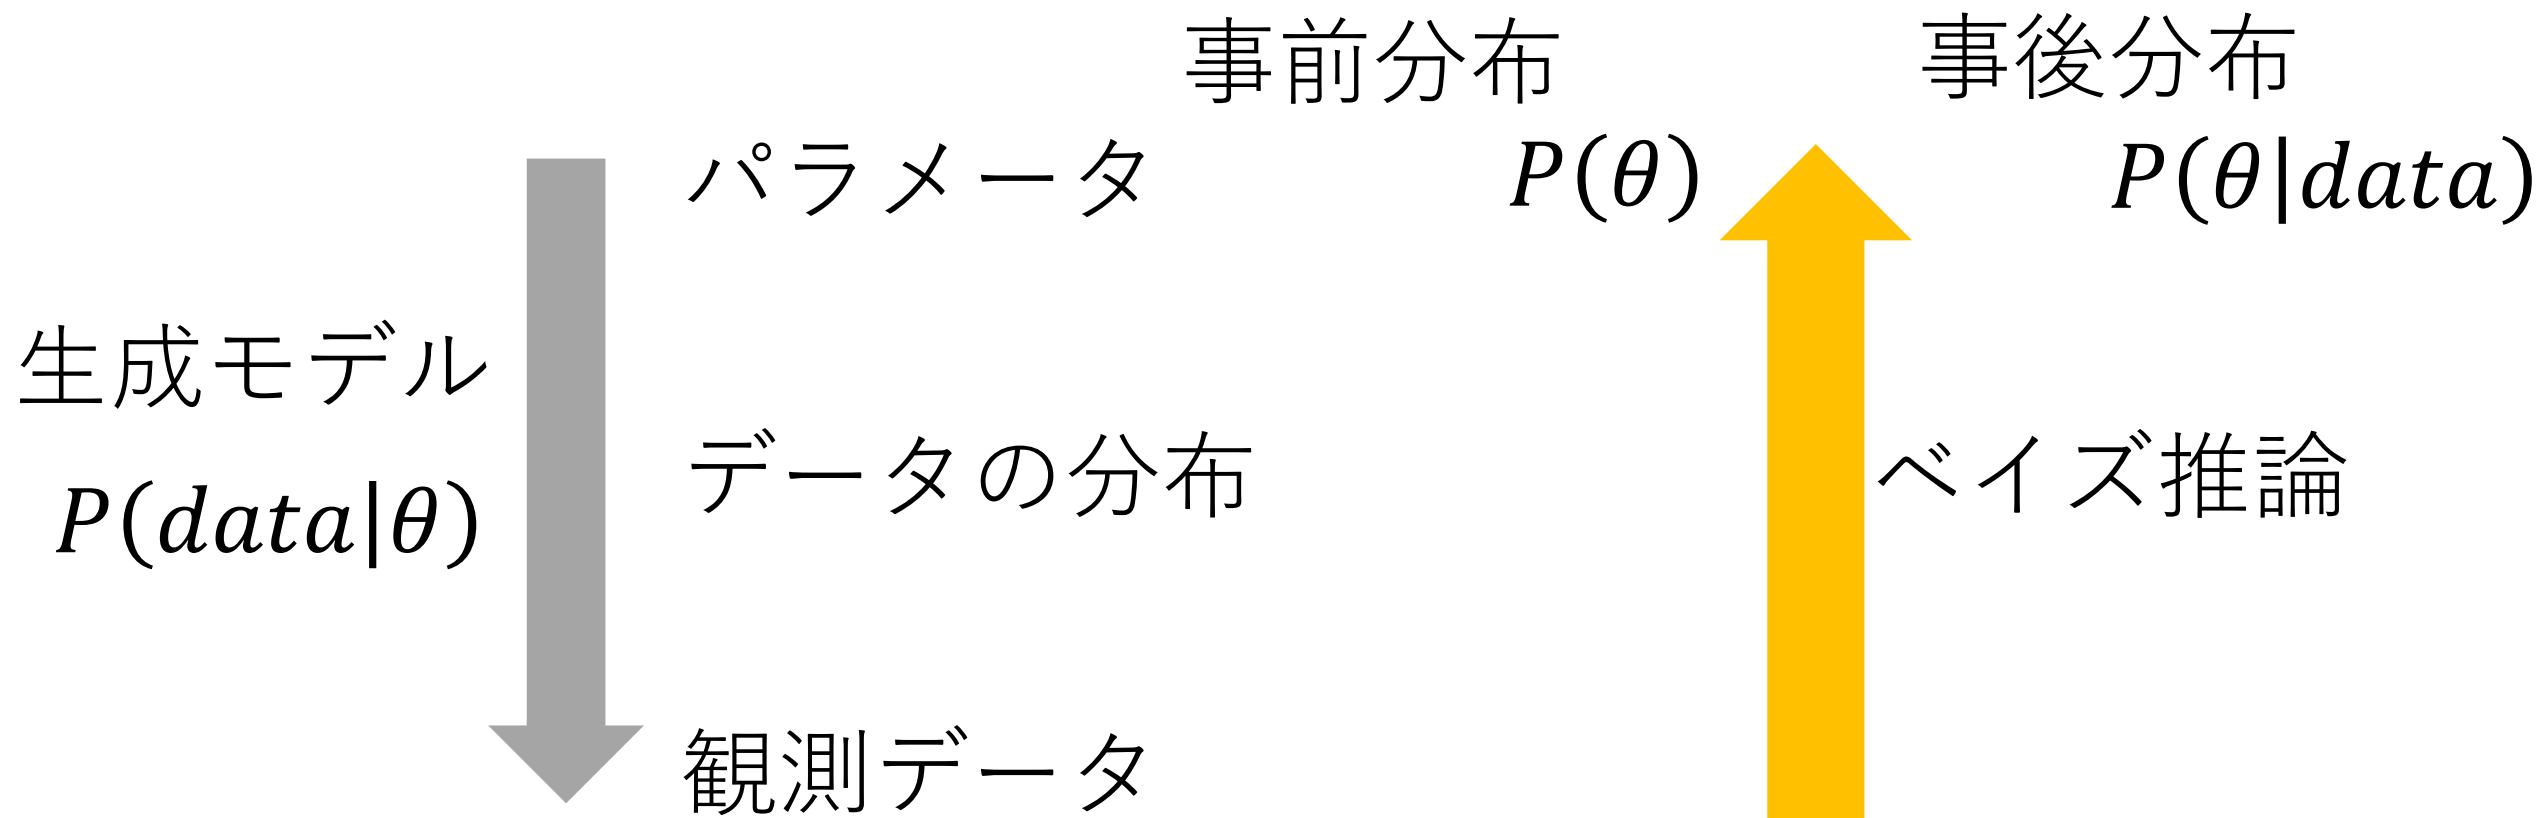 事前分布
事後分布
パラメータ
P(θ)
P(θ|data)
生成モデル
P(data|θ)
データの分布
ベイズ推論
観測データ